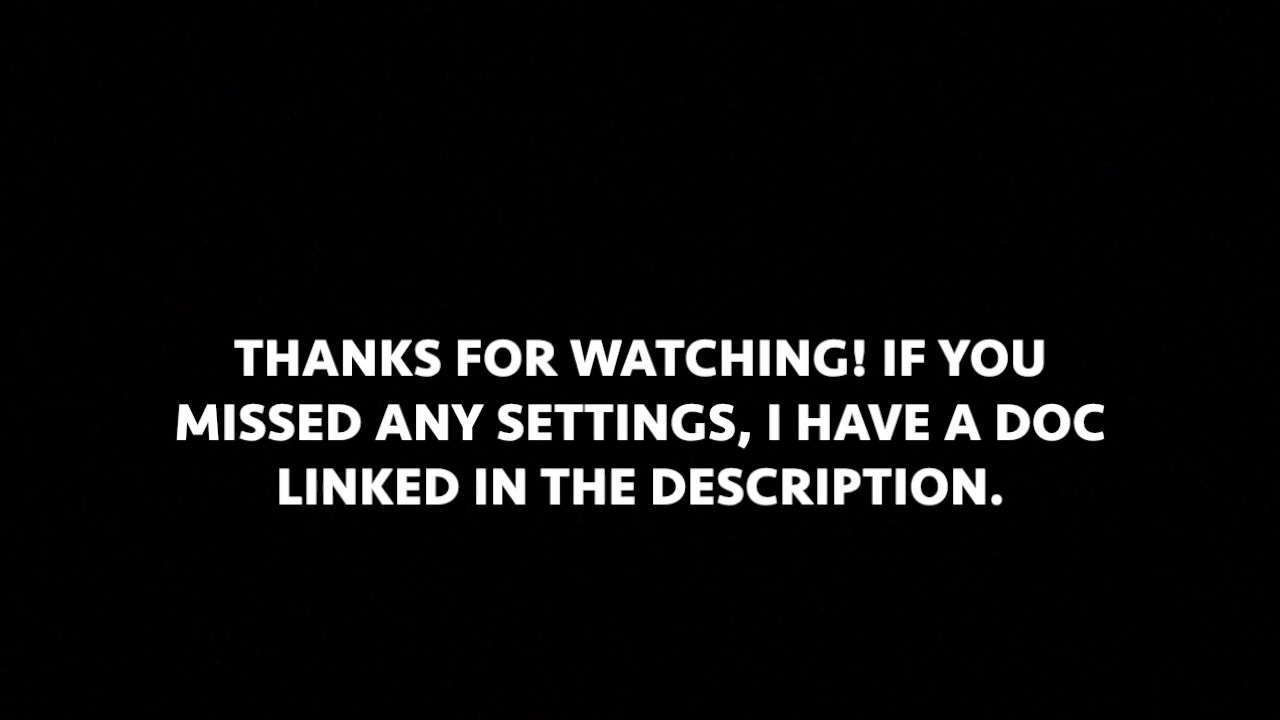 THANKS FOR WATCHING! IF YOU
MISSED ANY SETTINGS, I HAVE A DOC
LINKED IN THE DESCRIPTION.